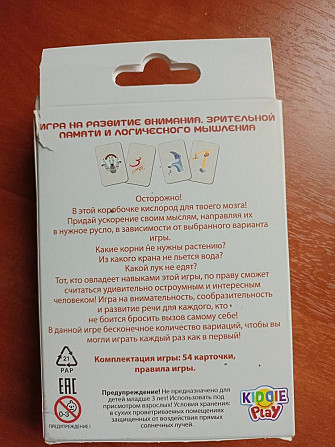 ИГРА НА РАЗВИТИЕ ВНИМАНИЯ, ЗРИТЕЛЬНОЙ
ПАМЯТИ И ЛОГИЧЕСКОГО МЫШЛЕНИЯ
Осторожно!
В этой коробочке кислород для твоего мозга!
Придай ускорение своим мыслям, направляя их
в нужное русло, в зависимости от выбранного варианта
игры.
Какие корни не нужны растению?
Из какого крана не льется вода?
Какой лук не едят?
Тот, кто овладеет навыками этой игры, по праву сможет
считаться удивительно остроумным и интересным
человеком! Игра на внимательность, сообразительность
и развитие речи для каждого, кто
не боится бросить вызов самому себе!
В данной игре бесконечное количество вариаций, чтобы вы
могли играть каждый раз как в первый!
Комплектация игры: 54 карточки,
правила игры.
21
PAP
EAC
0-3
Предупреждение! Не предназначено для
детей младше 3 лет! Использовать под
присмотром взрослых! Условия хранения:
в сухих проветриваемых помещениях
защищенных от воздействия прямых
солнечных лучей.
KIDDIE
Play